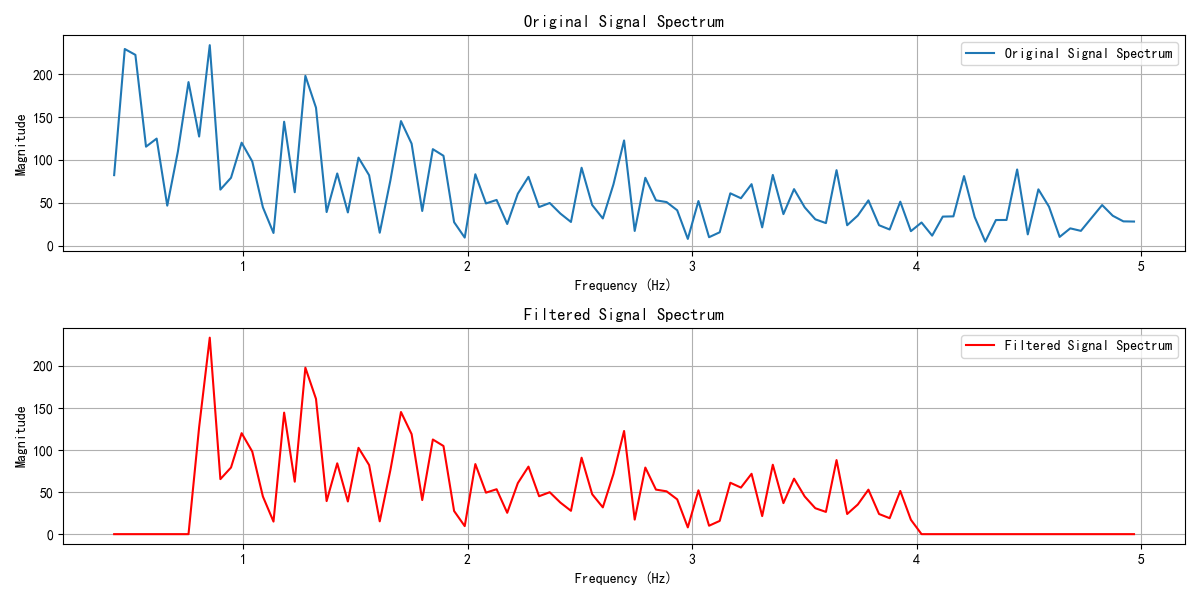 Original Signal Spectrum
Original Signal Spectrum
Magnitude
200
150
100
50
0
1
2
3
4
5
Frequency (Hz)
Filtered Signal Spectrum
Filtered Signal Spectrum
Magnitude
200
150
100
50
0
1
2
3
4
5
Frequency (Hz)